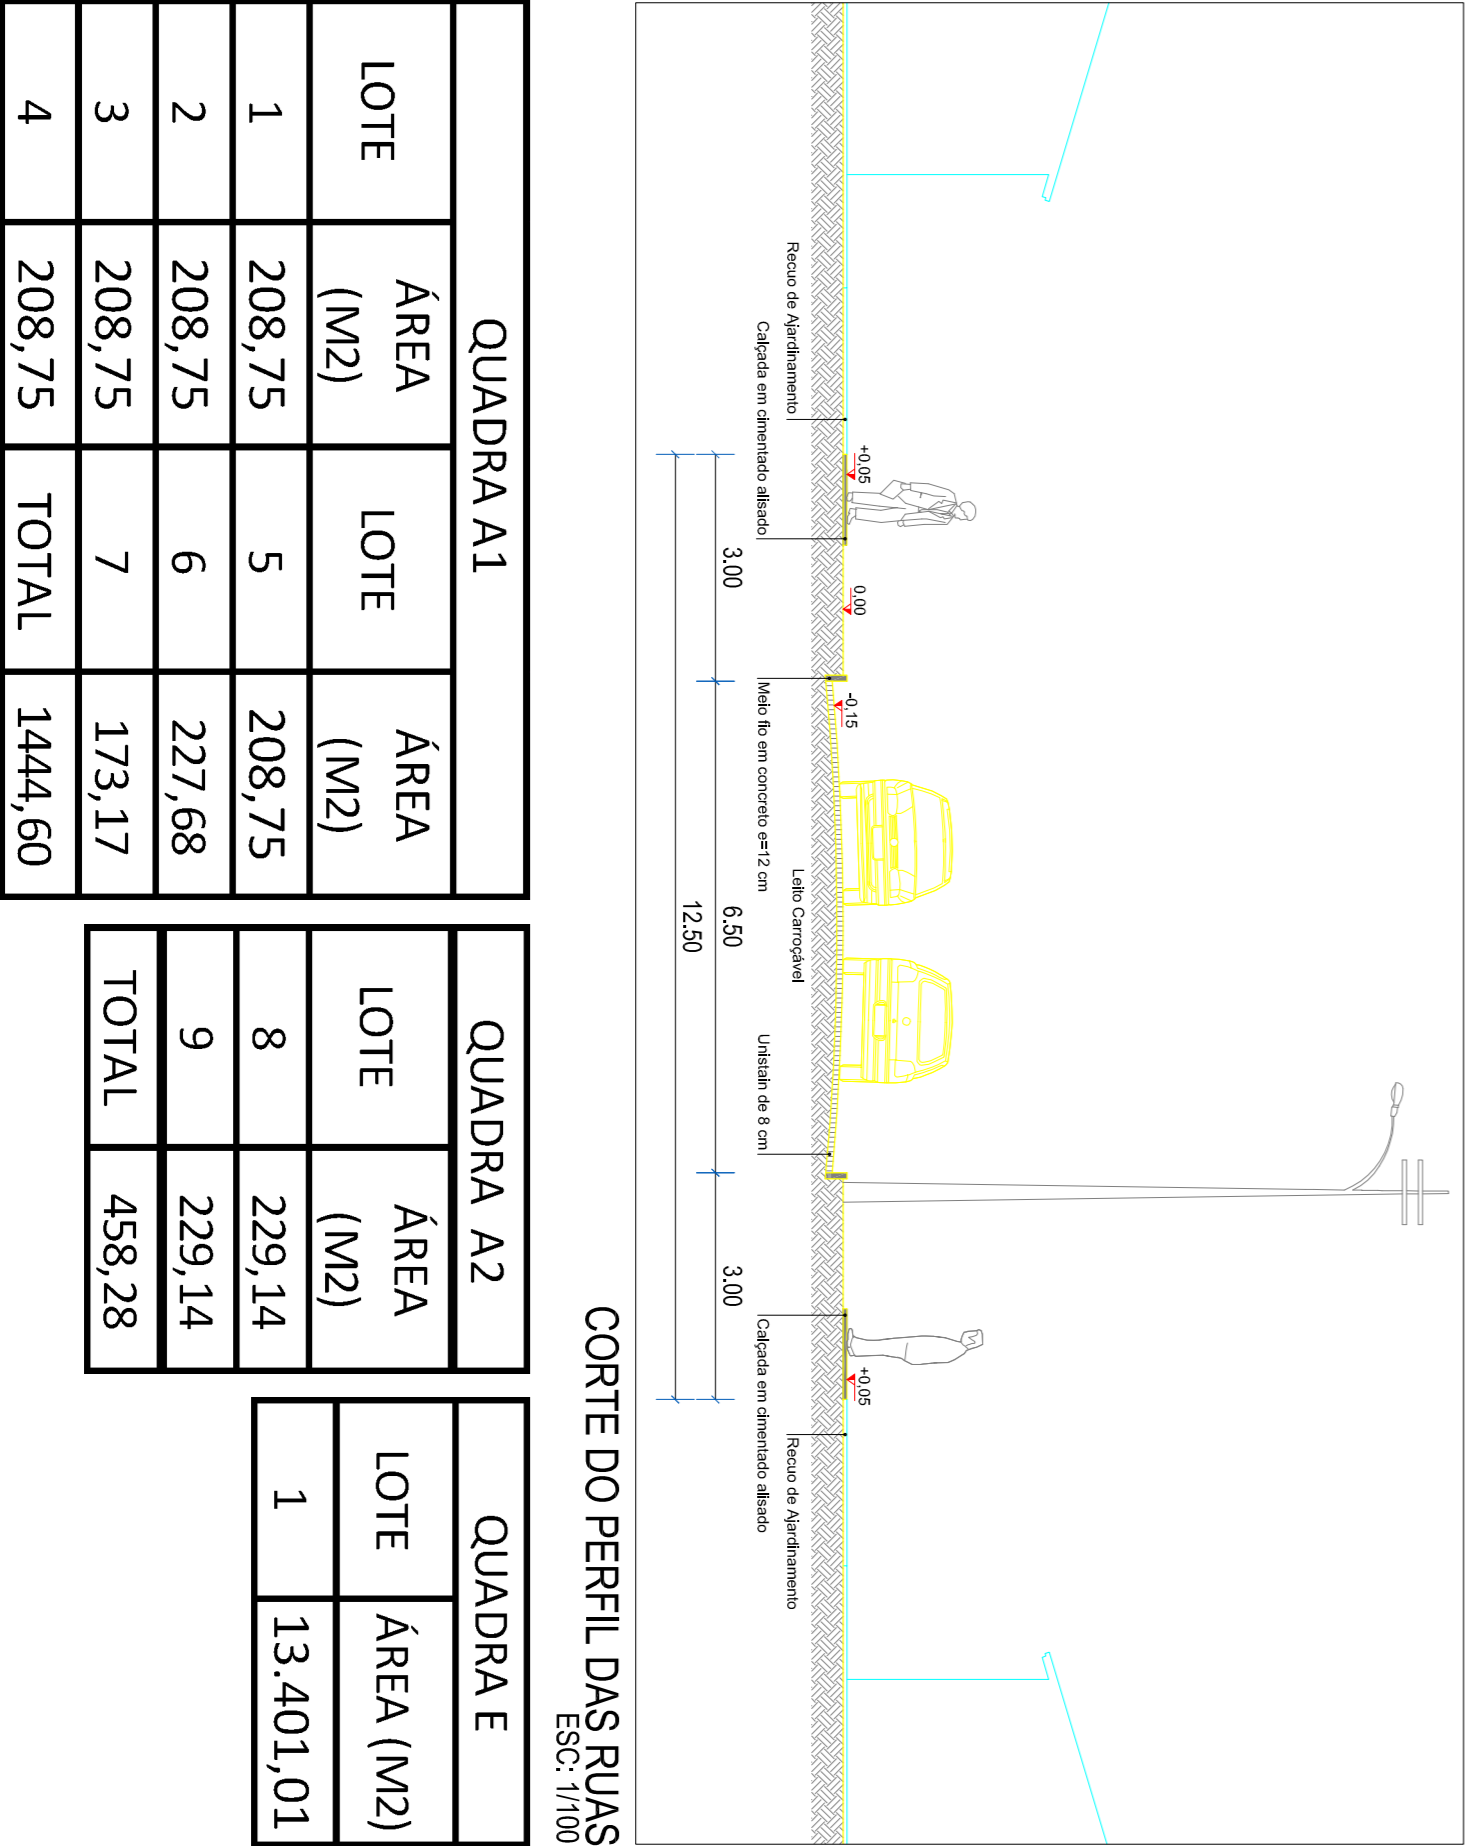 +0,05
0,00
-0,15
+0,05
Recuo de Ajardinamento
Calçada em cimentado alisado
Meio fio em concreto e=12 cm
Leito Carroçável
Unistain de 8 cm
Calçada em cimentado alisado
Recuo de Ajardinamento
3.00
6.50
3.00
12.50
CORTE DO PERFIL DAS RUAS
ESC: 1/100
QUADRA A1
LOTE ÁREA (M2) LOTE ÁREA (M2)
1 208,75 5 208,75
2 208,75 6 227,68
3 208,75 7 173,17
4 208,75 TOTAL 1444,60
QUADRA A2
LOTE ÁREA (M2)
8 229,14
9 229,14
TOTAL 458,28
QUADRA E
LOTE ÁREA (M2)
1 13.401,01